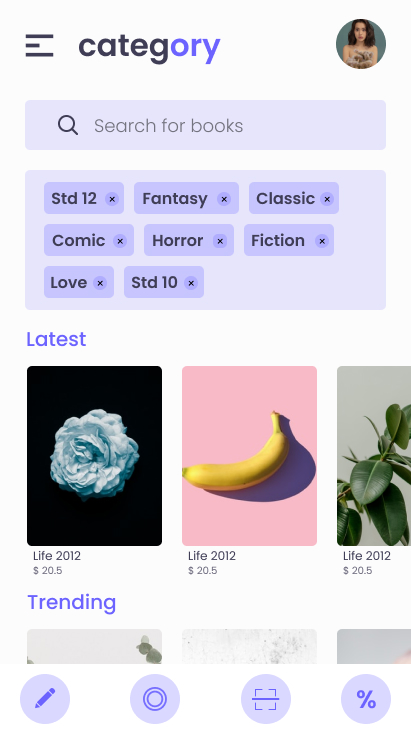 category
Search for books
Std 12 × Fantasy × Classic ×
Comic × Horror × Fiction ×
Love × Std 10 ×
Latest
Life 2012 Life 2012 Life 2012
$ 20.5 $ 20.5 $ 20.5
Trending
%